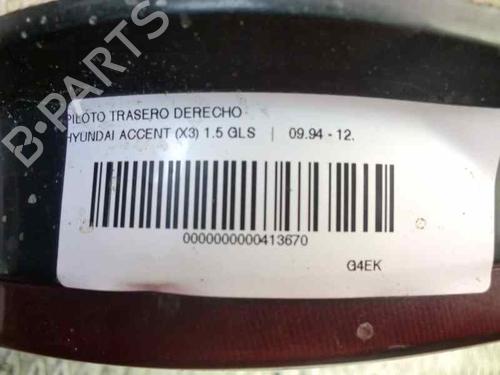 B-PARTS
PILOTO TRASERO DERECHO
HYUNDAI ACCENT (X3) 1.5 GLS | 09.94 - 12.
0000000000413670
G4EK